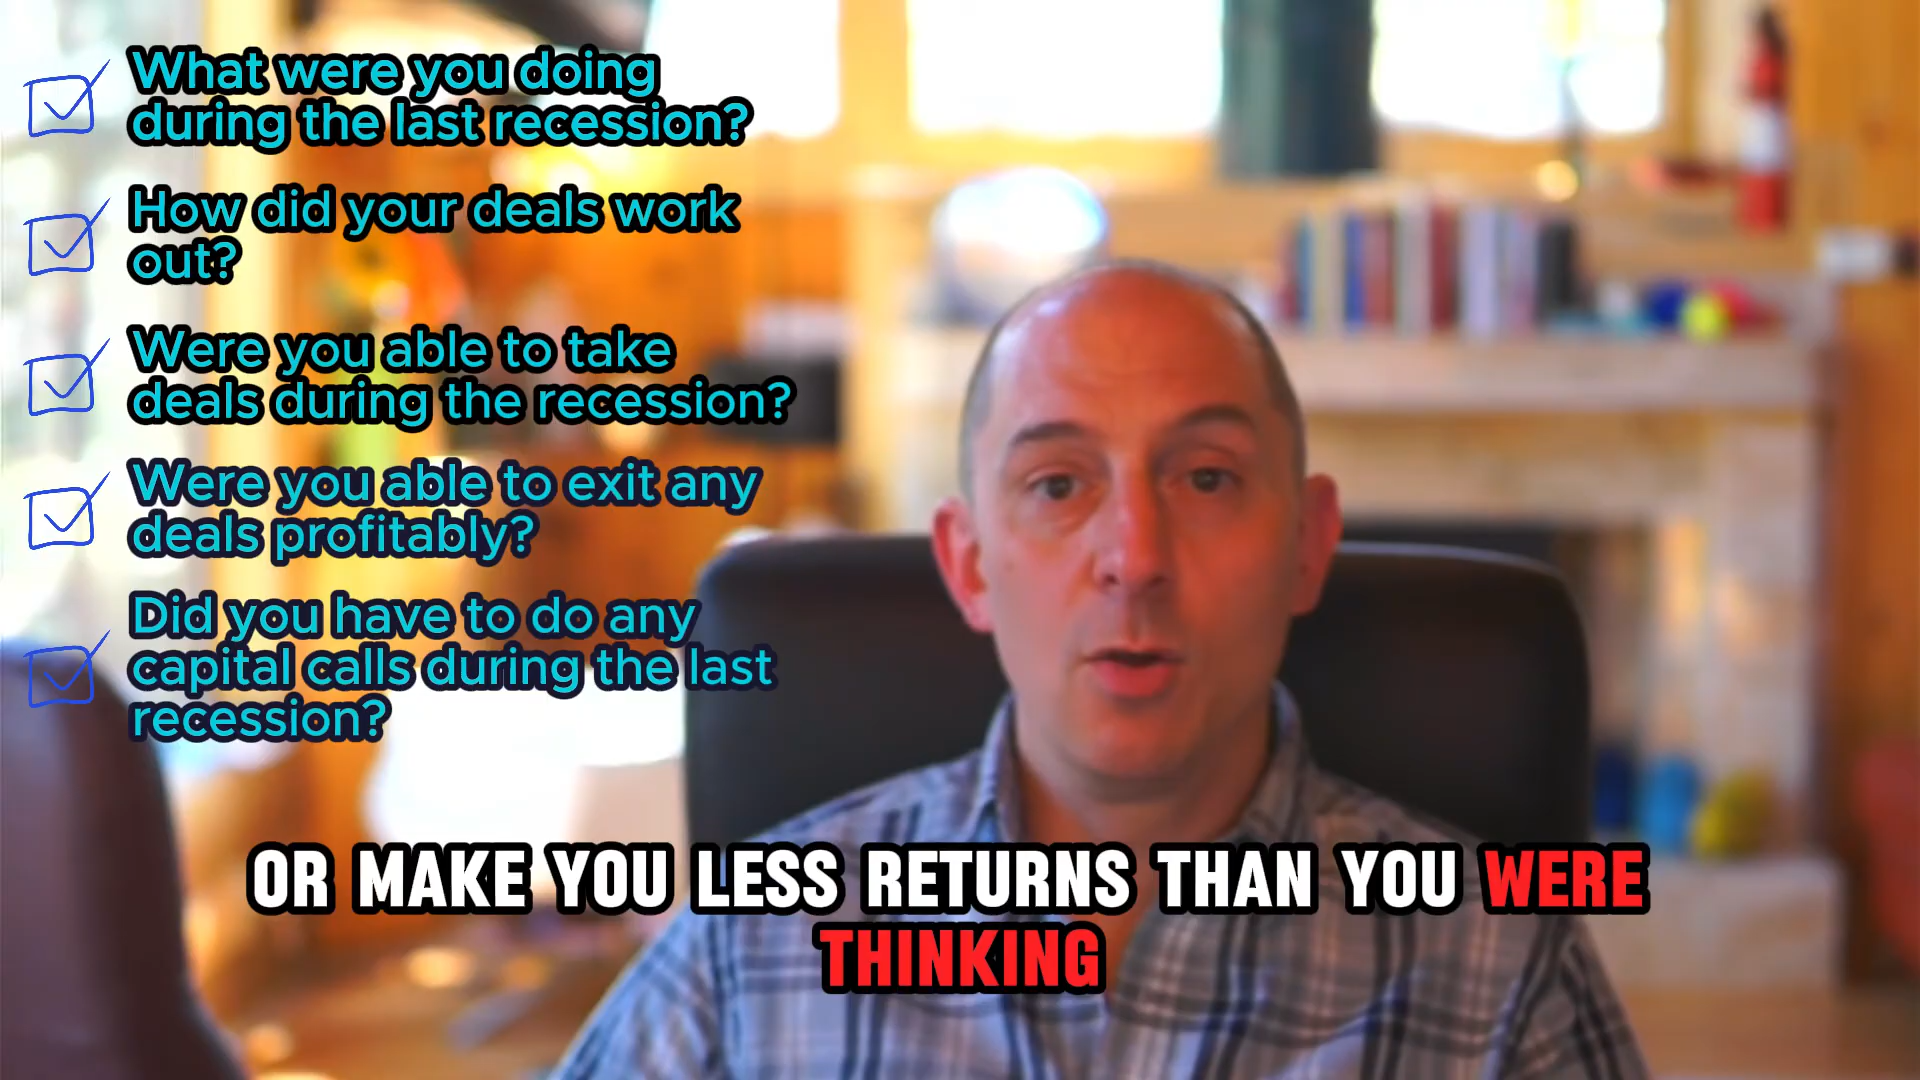 What were you doing
during the last recession?
How did your deals work
out?
Were you able to take
deals during the recession?
Were you able to exit any
deals profitably?
Did you have to do any
capital calls during the last
recession?
OR MAKE YOU LESS RETURNS THAN YOU WERE
THINKING